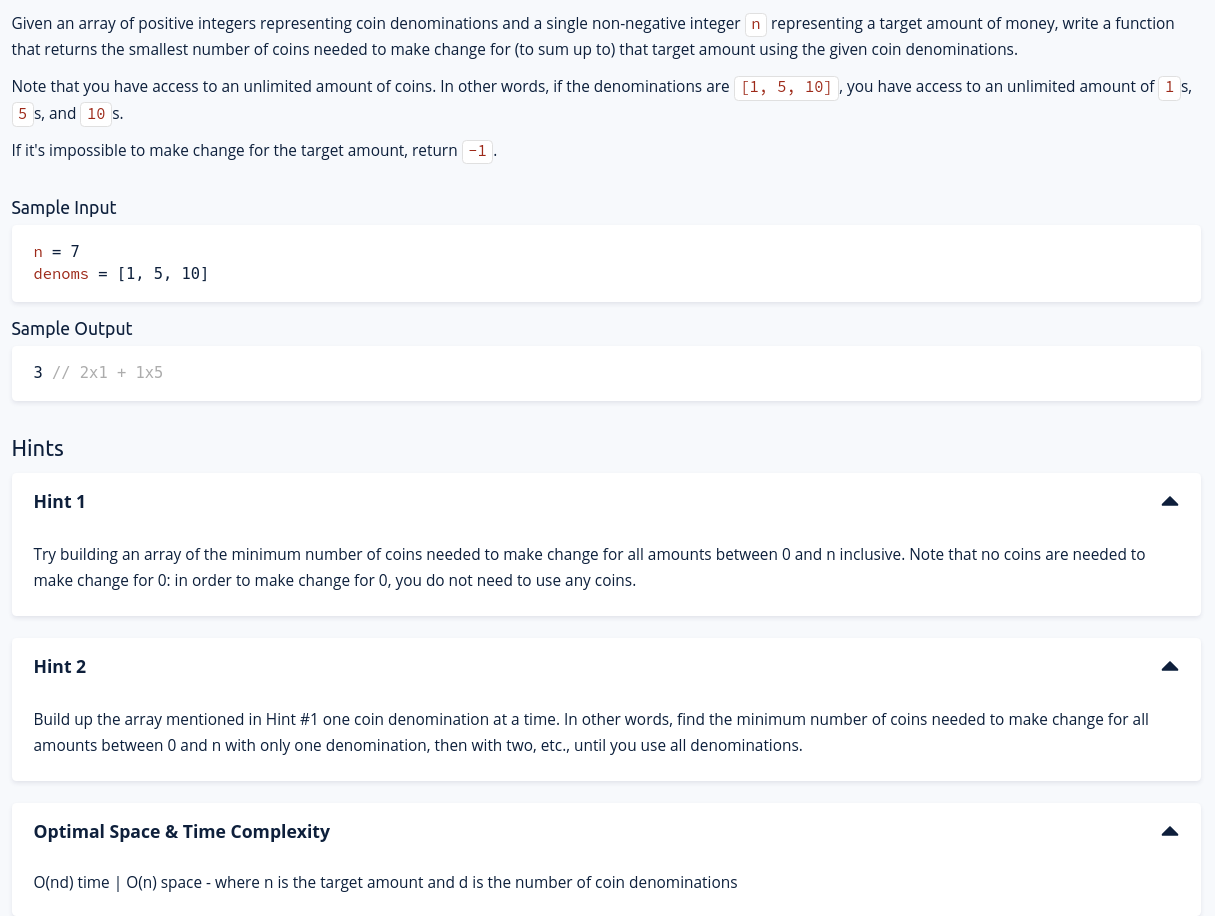 Given an array of positive integers representing coin denominations and a single non-negative integer n representing a target amount of money, write a function
that returns the smallest number of coins needed to make change for (to sum up to) that target amount using the given coin denominations.
Note that you have access to an unlimited amount of coins. In other words, if the denominations are [1, 5, 10], you have access to an unlimited amount of 1s,
5s, and 10s.
If it's impossible to make change for the target amount, return -1.
Sample Input
n = 7
denoms = [1, 5, 10]
Sample Output
3 // 2x1 + 1x5
Hints
Hint 1
Try building an array of the minimum number of coins needed to make change for all amounts between 0 and n inclusive. Note that no coins are needed to
make change for 0: in order to make change for 0, you do not need to use any coins.
Hint 2
Build up the array mentioned in Hint #1 one coin denomination at a time. In other words, find the minimum number of coins needed to make change for all
amounts between 0 and n with only one denomination, then with two, etc., until you use all denominations.
Optimal Space & Time Complexity
O(nd) time | O(n) space - where n is the target amount and d is the number of coin denominations